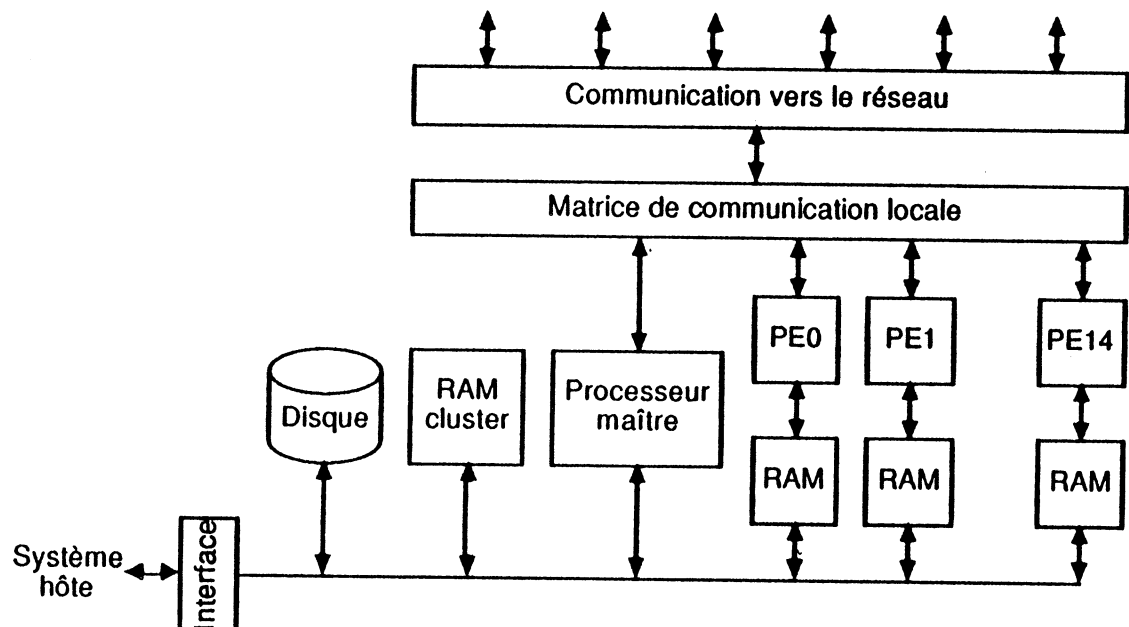 Communication vers le réseau
Matrice de communication locale
PE0
PE1
PE14
Disque
RAM
cluster
Processeur
maître
RAM
RAM
RAM
Système
hôte
Interface